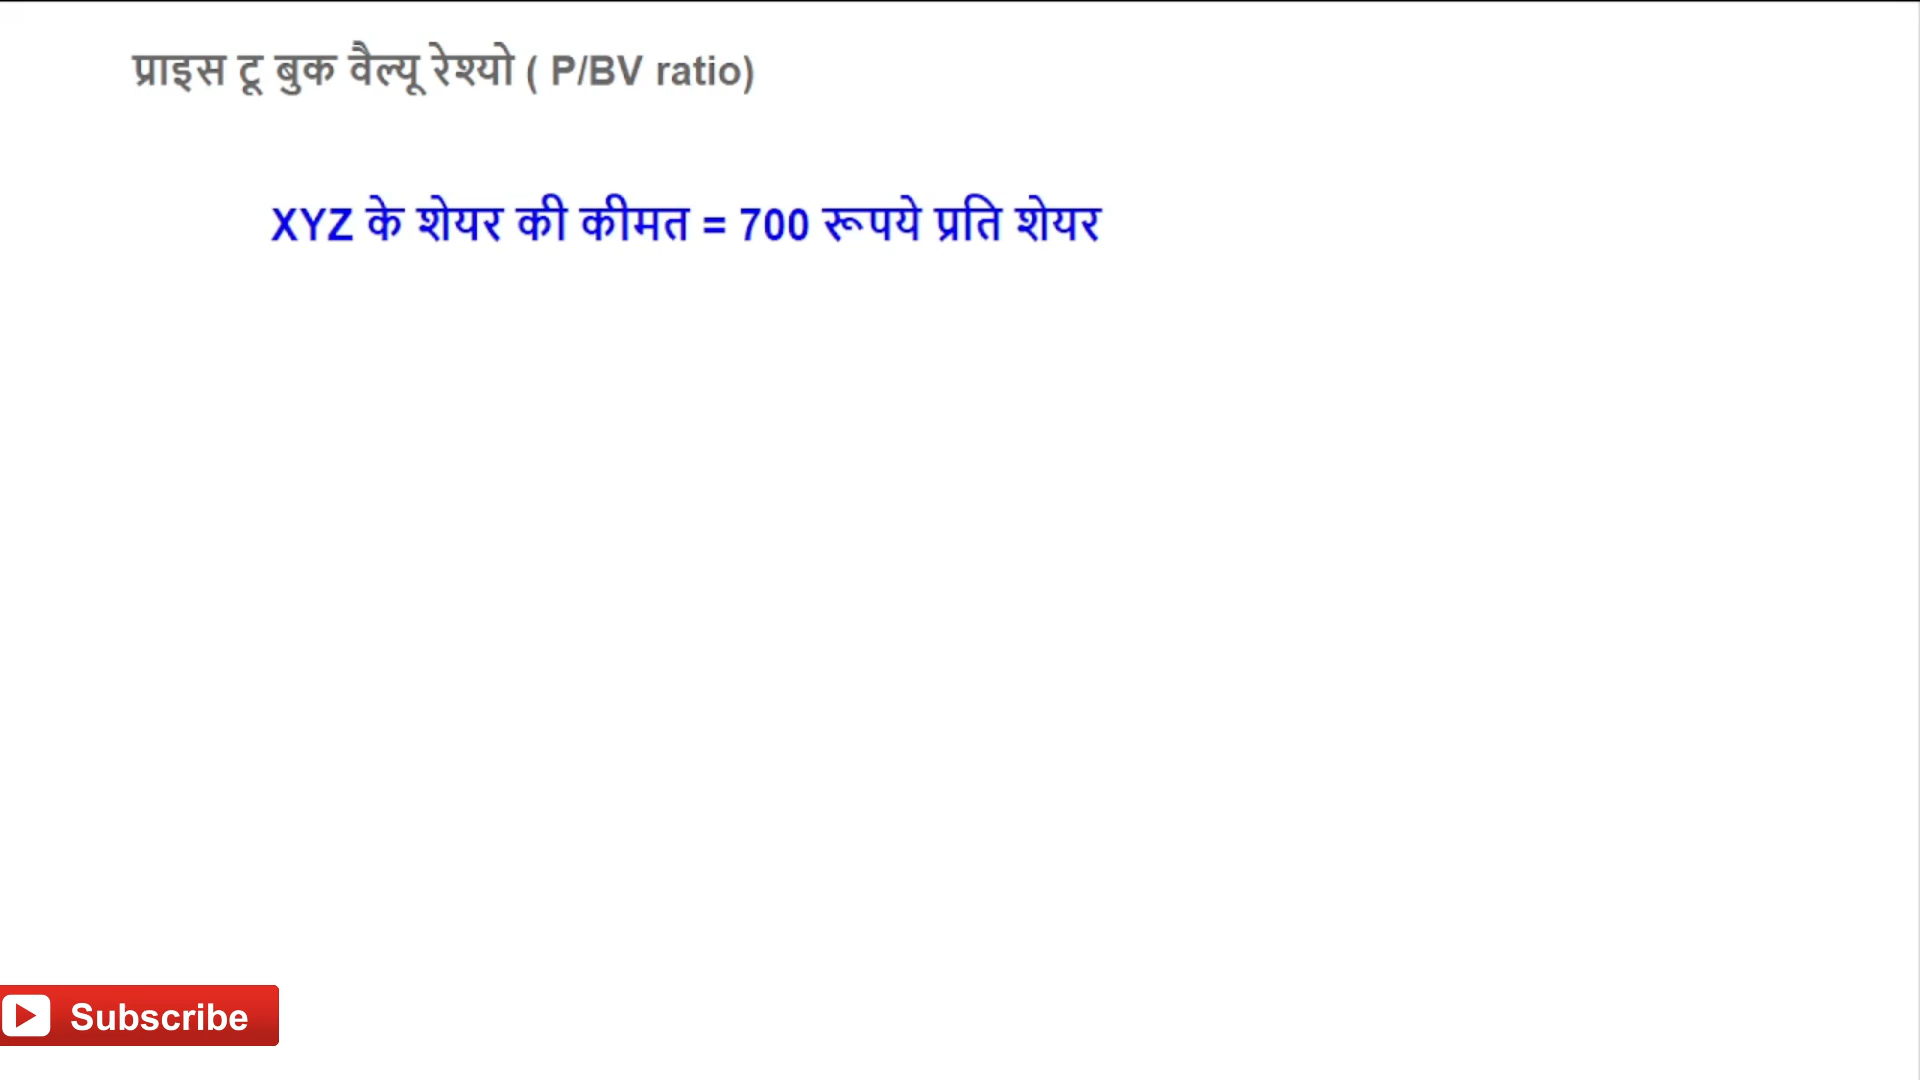 प्राइस टू बुक वैल्यू रेश्यो ( P/BV ratio)
XYZ के शेयर की कीमत = 700 रूपये प्रति शेयर
Subscribe